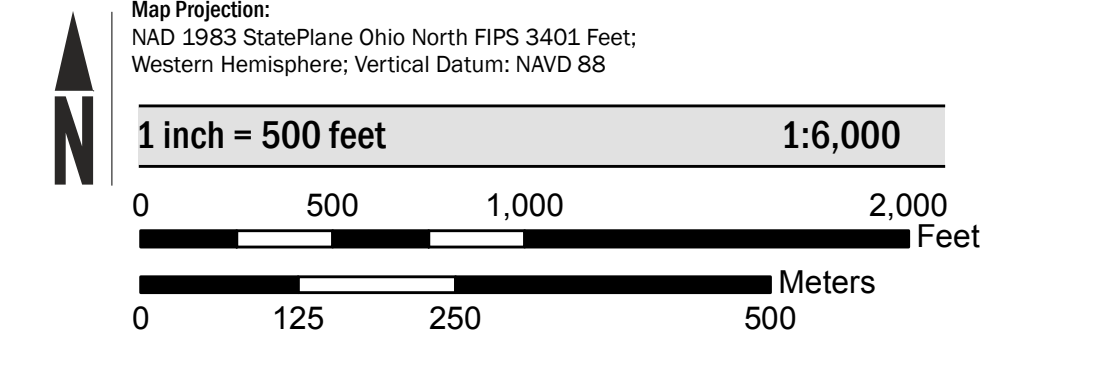 Map Projection:
NAD 1983 StatePlane Ohio North FIPS 3401 Feet;
Western Hemisphere; Vertical Datum: NAVD 88
N
1 inch = 500 feet 1:6,000
0 500 1,000 2,000
Feet
Meters
0 125 250 500